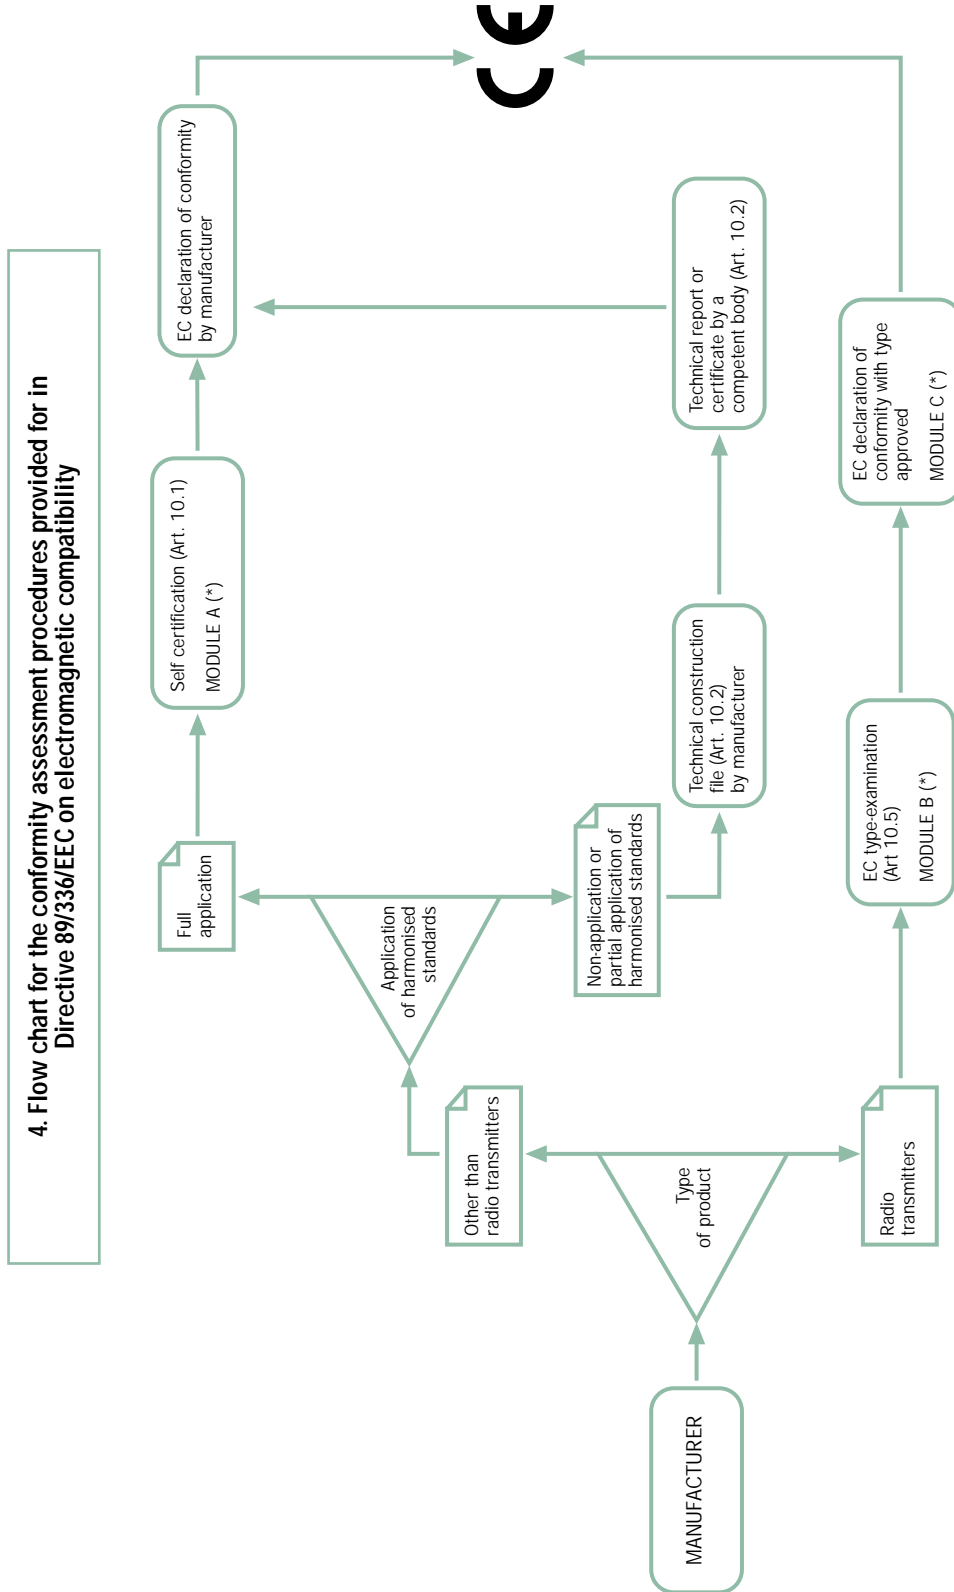 4. Flow chart for the conformity assessment procedures provided for in
Directive 89/336/EEC on electromagnetic compatibility
MANUFACTURER
Type
of product
Other than
radio transmitters
Radio
transmitters
Application
of harmonised
standards
Full
application
Non-application or
partial application of
harmonised standards
Self certification (Art. 10.1)
MODULE A (*)
Technical construction
file (Art. 10.2)
by manufacturer
EC type-examination
(Art 10.5)
MODULE B (*)
EC declaration of conformity
by manufacturer
Technical report or
certificate by a
competent body (Art. 10.2)
EC declaration of
conformity with type
approved
MODULE C (*)
CE